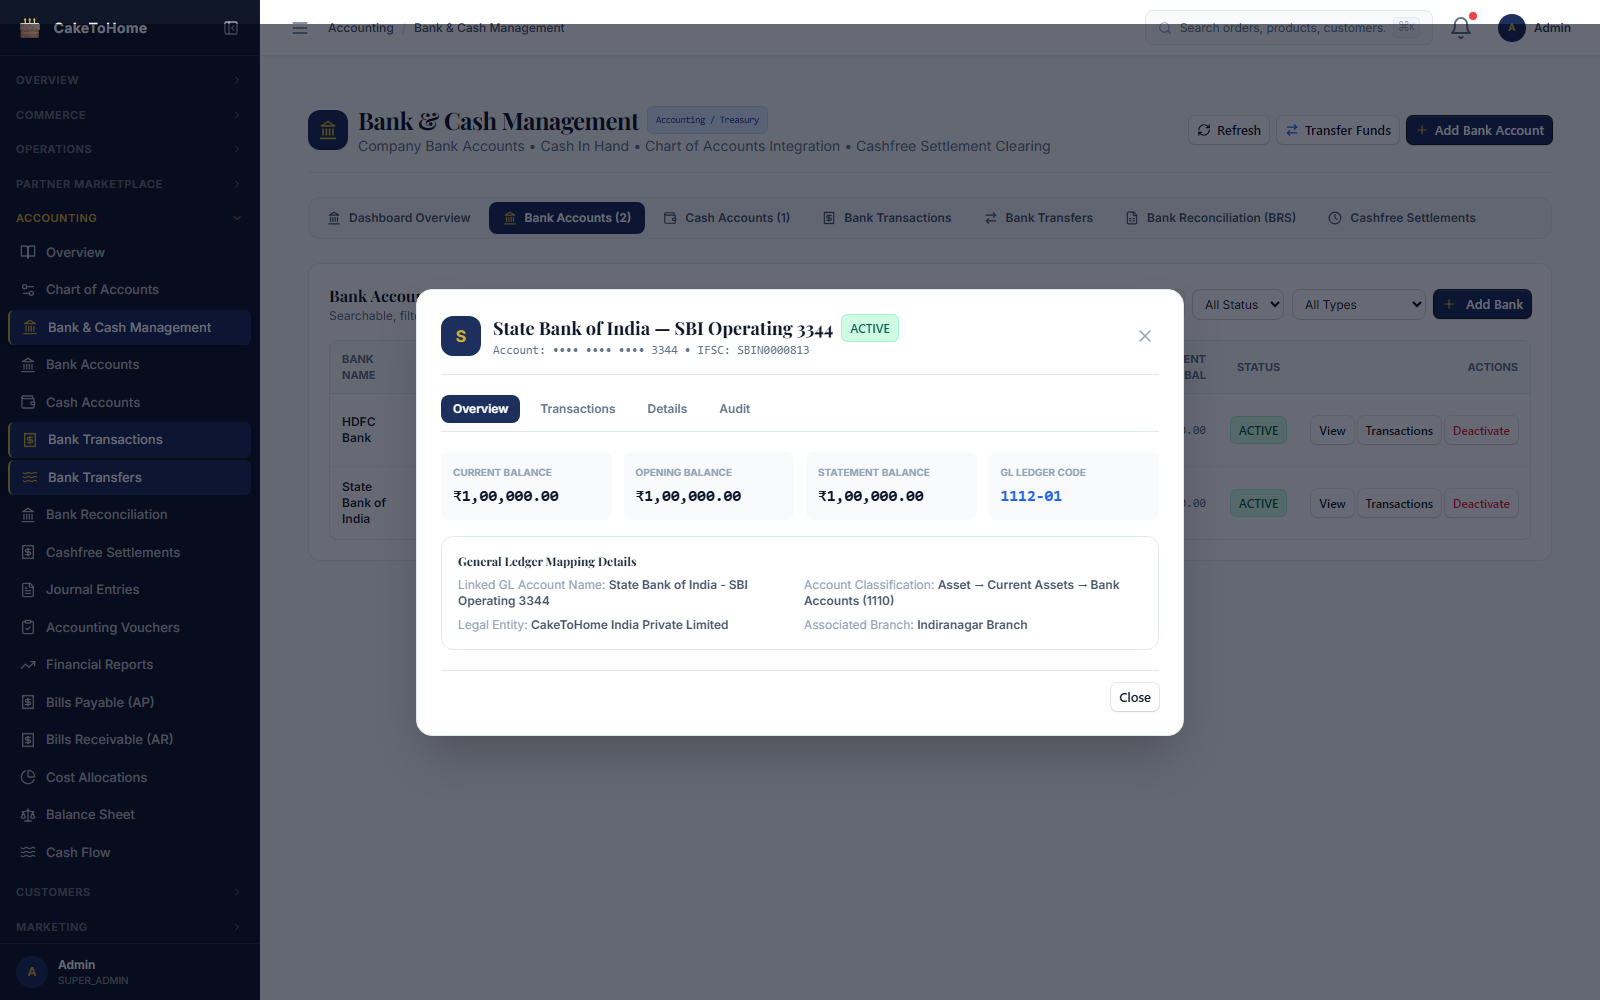 CakeToHome
Accounting / Bank & Cash Management
Search orders, products, customers.
⌘K
A
Admin
OVERVIEW
COMMERCE
OPERATIONS
PARTNER MARKETPLACE
ACCOUNTING
Overview
Chart of Accounts
Bank & Cash Management
Bank Accounts
Cash Accounts
Bank Transactions
Bank Transfers
Bank Reconciliation
Cashfree Settlements
Journal Entries
Accounting Vouchers
Financial Reports
Bills Payable (AP)
Bills Receivable (AR)
Cost Allocations
Balance Sheet
Cash Flow
CUSTOMERS
MARKETING
A
Admin
SUPER_ADMIN
Bank & Cash Management
Accounting / Treasury
Company Bank Accounts • Cash In Hand • Chart of Accounts Integration • Cashfree Settlement Clearing
Refresh
Transfer Funds
+ Add Bank Account
Dashboard Overview
Bank Accounts (2)
Cash Accounts (1)
Bank Transactions
Bank Transfers
Bank Reconciliation (BRS)
Cashfree Settlements
Bank Accou
Searchable, filt
All Status
All Types
+ Add Bank
BANK
NAME
ENT
BAL
STATUS
ACTIONS
HDFC
Bank
.00
ACTIVE
View
Transactions
Deactivate
State
Bank of
India
.00
ACTIVE
View
Transactions
Deactivate
S
State Bank of India — SBI Operating 3344
ACTIVE
Account: •••• •••• •••• 3344 • IFSC: SBIN0000813
Overview
Transactions
Details
Audit
CURRENT BALANCE
₹1,00,000.00
OPENING BALANCE
₹1,00,000.00
STATEMENT BALANCE
₹1,00,000.00
GL LEDGER CODE
1112-01
General Ledger Mapping Details
Linked GL Account Name: State Bank of India - SBI
Operating 3344
Account Classification: Asset → Current Assets → Bank
Accounts (1110)
Legal Entity: CakeToHome India Private Limited
Associated Branch: Indiranagar Branch
Close